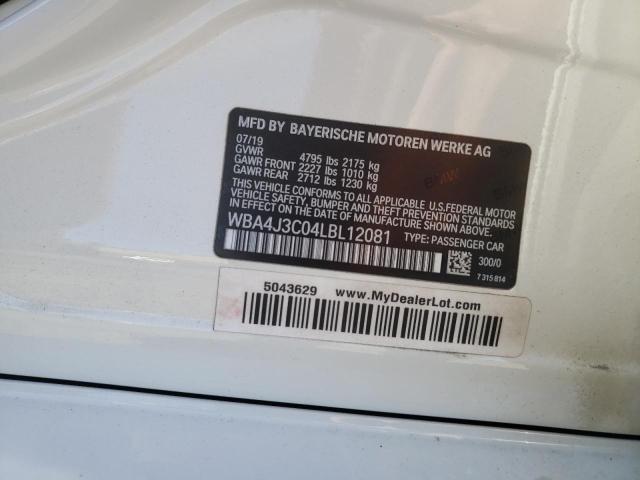 MFD BY BAYERISCHE MOTOREN WERKE AG
07/19
GVWR 4795 lbs 2175 kg
GAWR FRONT 2227 lbs 1010 kg
GAWR REAR 2712 lbs 1230 kg
THIS VEHICLE CONFORMS TO ALL APPLICABLE U.S. FEDERAL MOTOR
VEHICLE SAFETY, BUMPER AND THEFT PREVENTION STANDARDS IN
EFFECT ON THE DATE OF MANUFACTURE SHOWN ABOVE.
WBA4J3C04LBL12081 TYPE: PASSENGER CAR
300/0
7 315 814
5043629 www.MyDealerLot.com